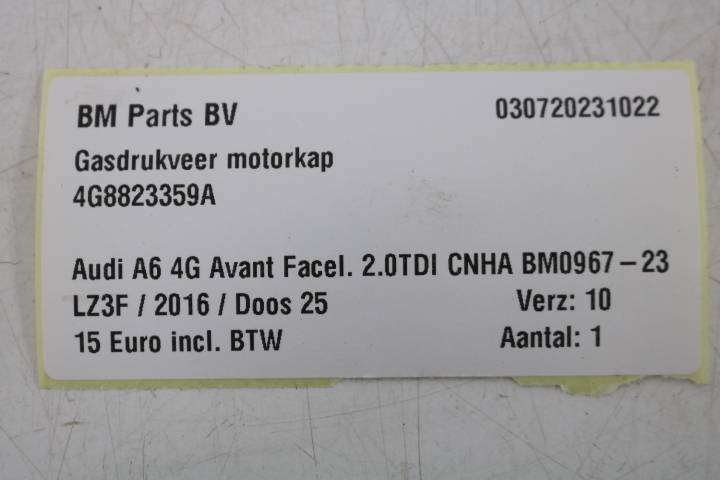 BM Parts BV 030720231022
Gasdrukveer motorkap
4G8823359A
Audi A6 4G Avant Facel. 2.0TDI CNHA BM0967-23
LZ3F / 2016 / Doos 25 Verz: 10
15 Euro incl. BTW Aantal: 1